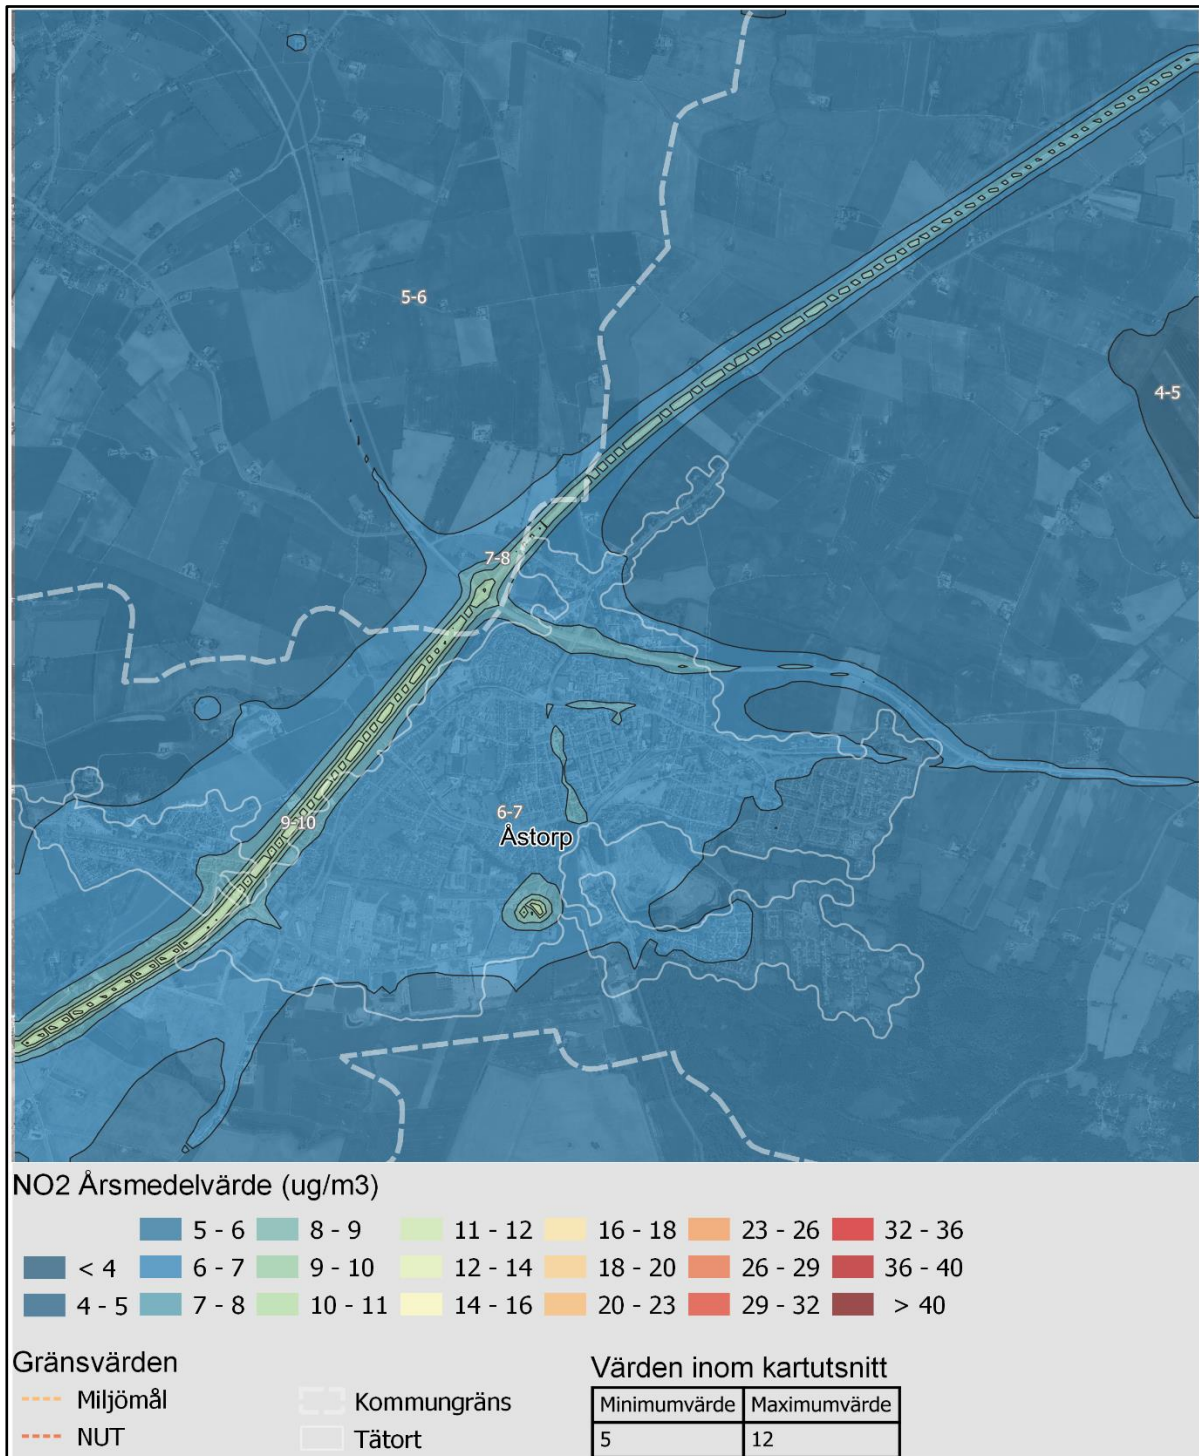 5-6
4-5
7-8
9-10
6-7
Åstorp
NO2 Årsmedelvärde (ug/m3)
5 - 6 8 - 9 11 - 12 16 - 18 23 - 26 32 - 36
< 4 6 - 7 9 - 10 12 - 14 18 - 20 26 - 29 36 - 40
4 - 5 7 - 8 10 - 11 14 - 16 20 - 23 29 - 32 > 40
Gränsvärden Värden inom kartutsnitt
Miljömål Kommungräns Minimumvärde Maximumvärde
NUT Tätort 5 12